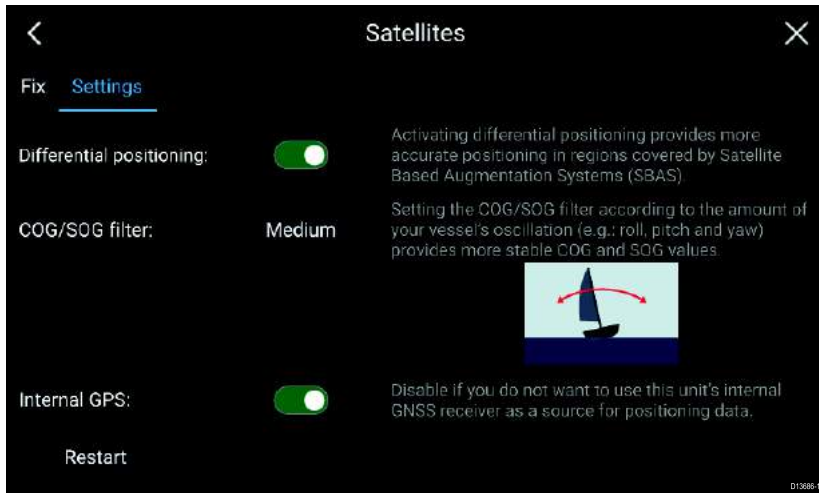 Satellites
Fix Settings
Differential positioning:
Activating differential positioning provides more
accurate positioning in regions covered by Satellite
Based Augmentation Systems (SBAS).
COG/SOG filter:
Medium
Setting the COG/SOG filter according to the amount of
your vessel's oscillation (e.g.: roll, pitch and yaw)
provides more stable COG and SOG values.
Internal GPS:
Disable if you do not want to use this unit's internal
GNSS receiver as a source for positioning data.
Restart
D13686-1